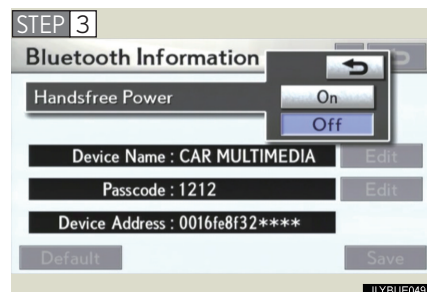 STEP 3
Bluetooth Information
Handsfree Power
On
Off
Device Name : CAR MULTIMEDIA
Edit
Passcode : 1212
Edit
Device Address : 0016fe8f32****
Default
Save
JLYBUE049